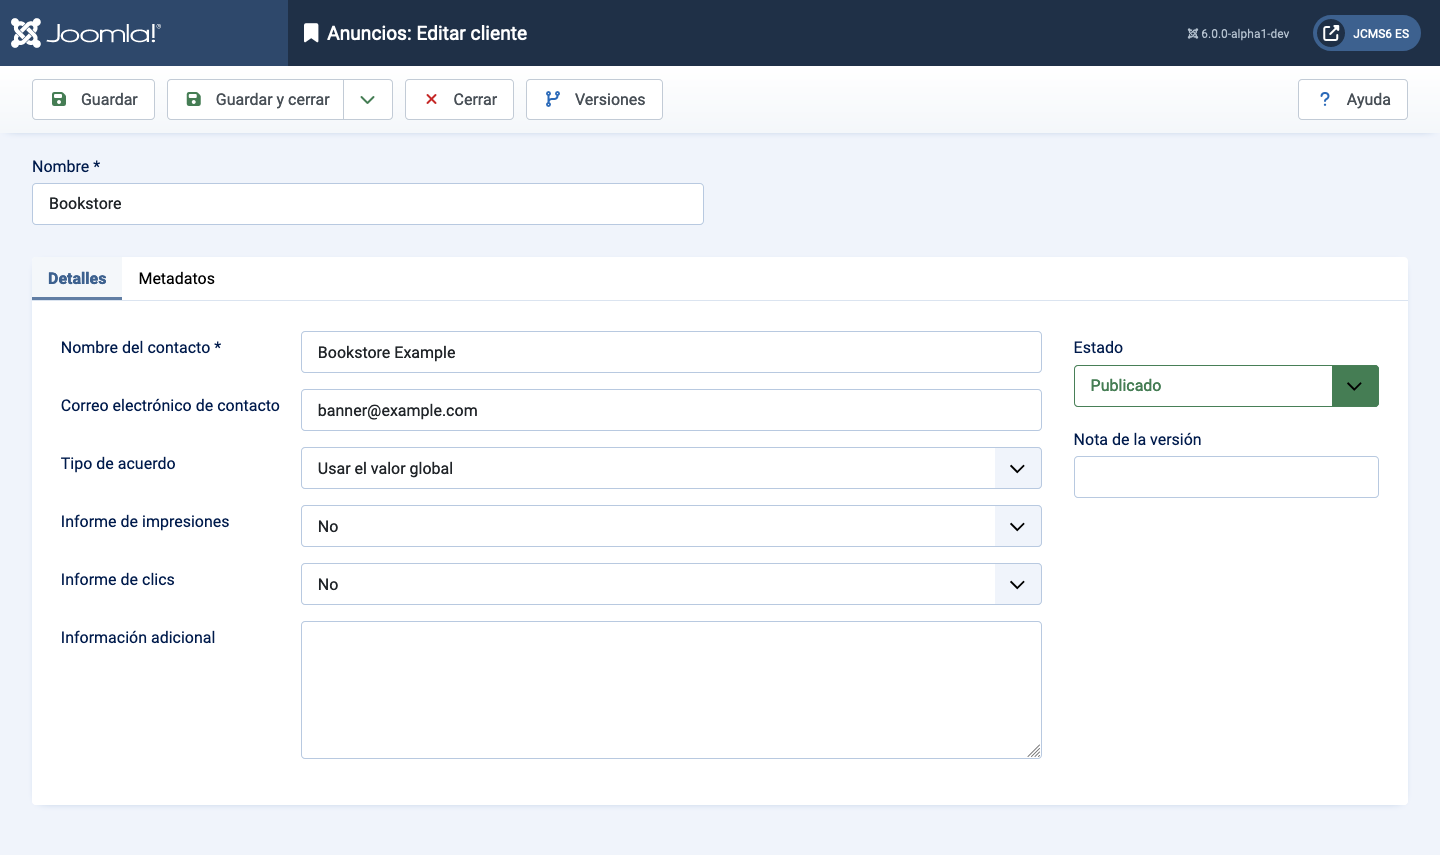 Joomla!®
Anuncios: Editar cliente
6.0.0-alpha1-dev
JCMS6 ES
Guardar
Guardar y cerrar
Cerrar
Versiones
? Ayuda
Nombre *
Bookstore
Detalles
Metadatos
Nombre del contacto *
Bookstore Example
Correo electrónico de contacto
banner@example.com
Tipo de acuerdo
Usar el valor global
Informe de impresiones
No
Informe de clics
No
Información adicional
Estado
Publicado
Nota de la versión